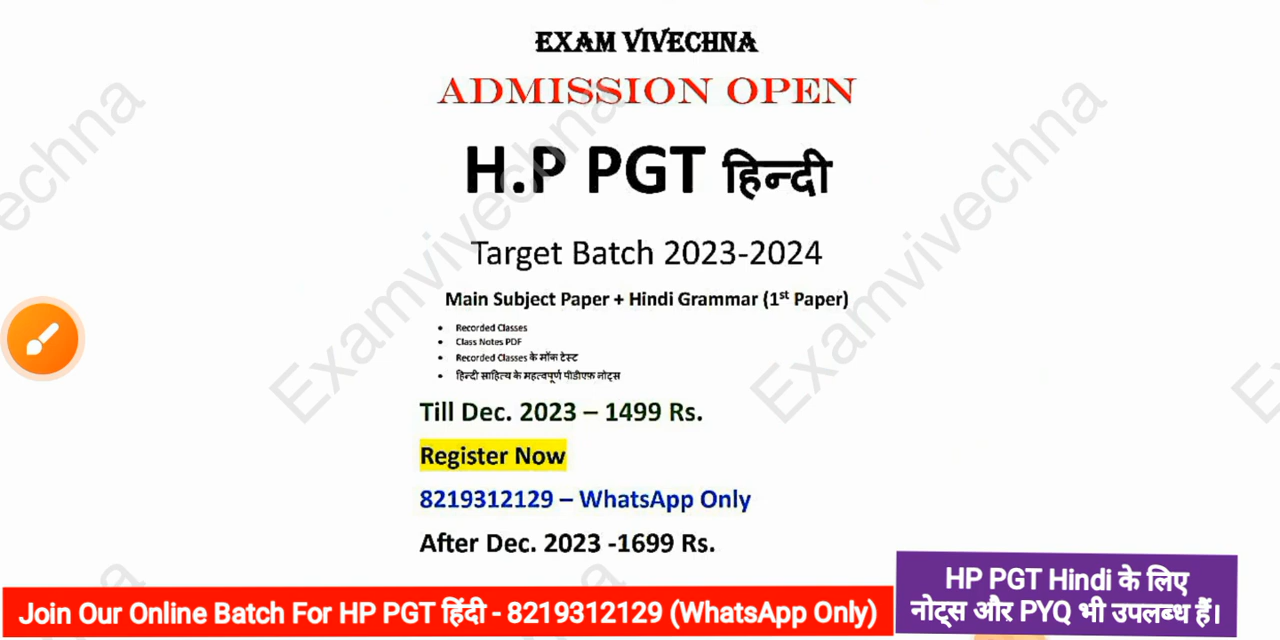 EXAM VIVECHNA
ADMISSION OPEN
H.P PGT हिन्दी
Target Batch 2023-2024
Main Subject Paper + Hindi Grammar (1st Paper)
• Recorded Classes
• Class Notes PDF
• Recorded Classes के मॉक टेस्ट
• हिन्दी साहित्य के महत्वपूर्ण पीडीएफ नोट्स
Till Dec. 2023 – 1499 Rs.
Register Now
8219312129 – WhatsApp Only
After Dec. 2023 -1699 Rs.
Join Our Online Batch For HP PGT हिंदी - 8219312129 (WhatsApp Only)
HP PGT Hindi के लिए
नोट्स और PYQ भी उपलब्ध हैं।
Examvivechna
Examvivechna